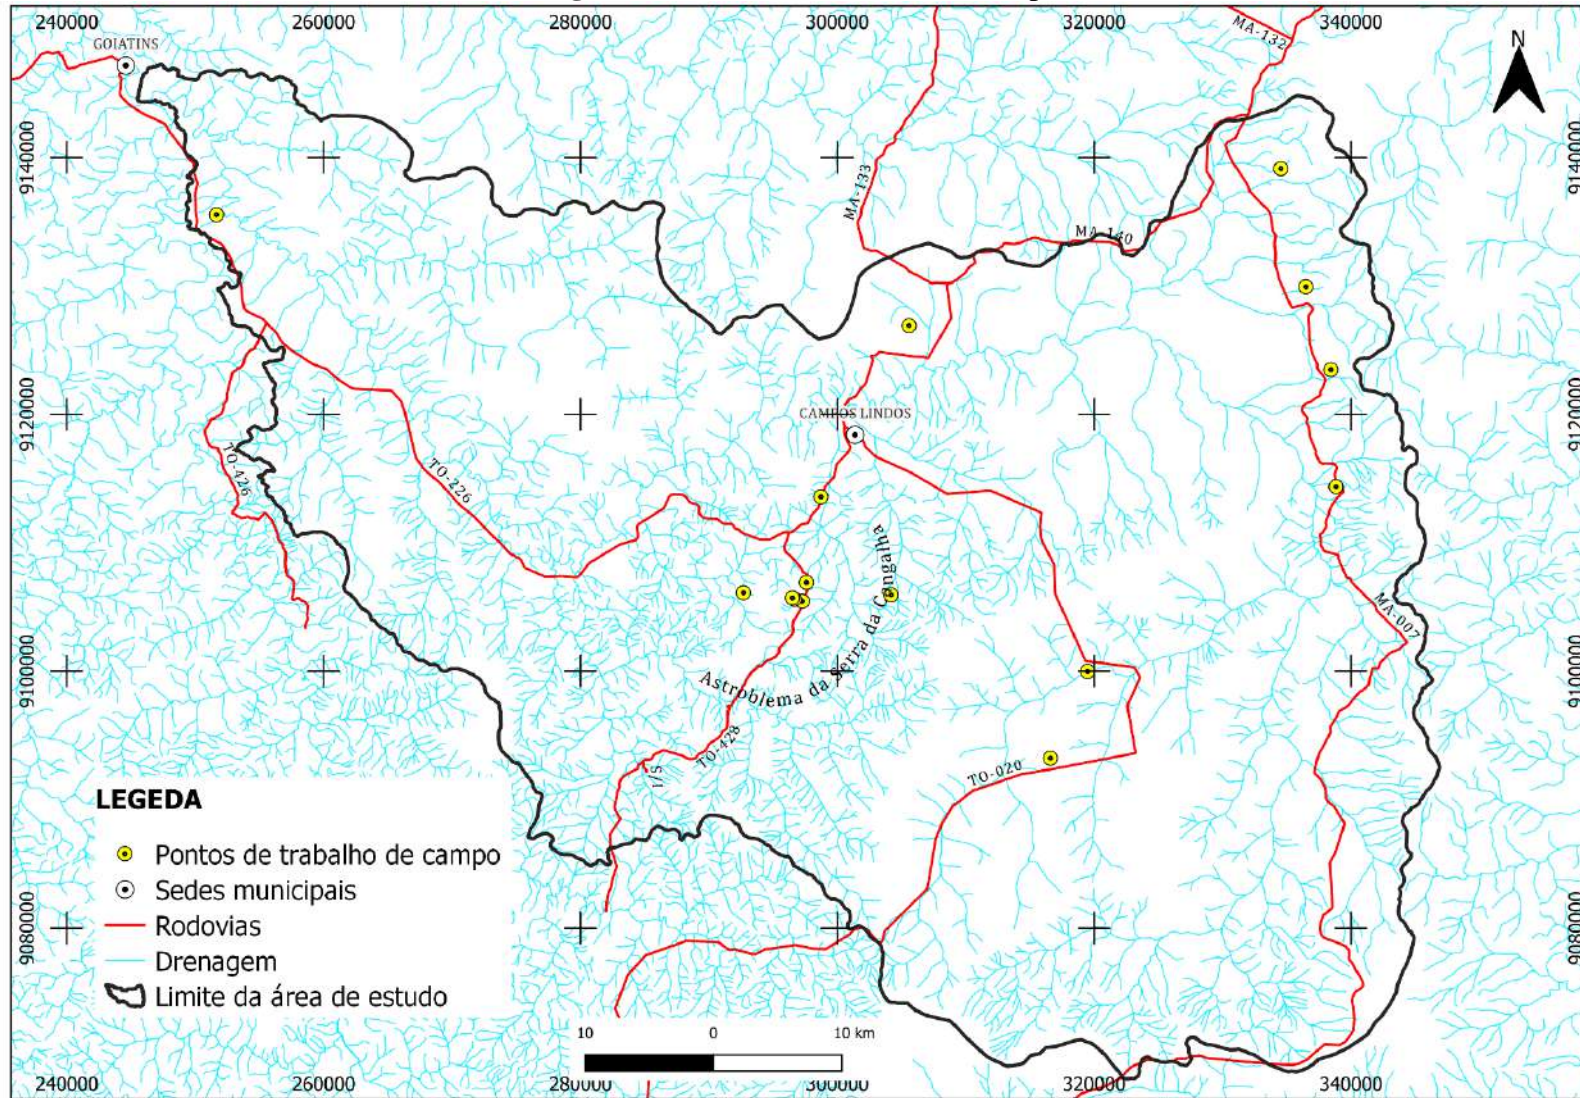 240000 260000 280000 300000 320000 340000
GOIATINS
MA-132
N
9140000
9140000
MA-133
MA-140
9120000
9120000
CAMPOS LINDOS
TO-426
TO-226
Astroblema da Serra da Cangalha
MA-007
9100000
9100000
TO-428
S/I
TO-020
LEGEDA
Pontos de trabalho de campo
Sedes municipais
Rodovias
Drenagem
Limite da área de estudo
9080000
9080000
10 0 10 km
240000 260000 280000 300000 320000 340000